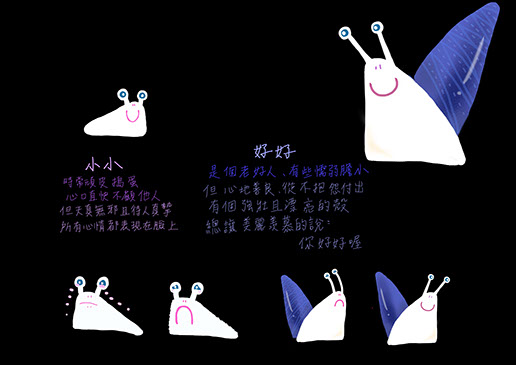 小小
時常頑皮搗蛋
心口直快不顧他人
但天真無邪且待人真摯
所有心情都表現在臉上
好好
是個老好人、有些懦弱膽小
但心地善良、從不把怨付出
有個強壯且漂亮的殼
總讓美麗羨慕的說：
你好好喔